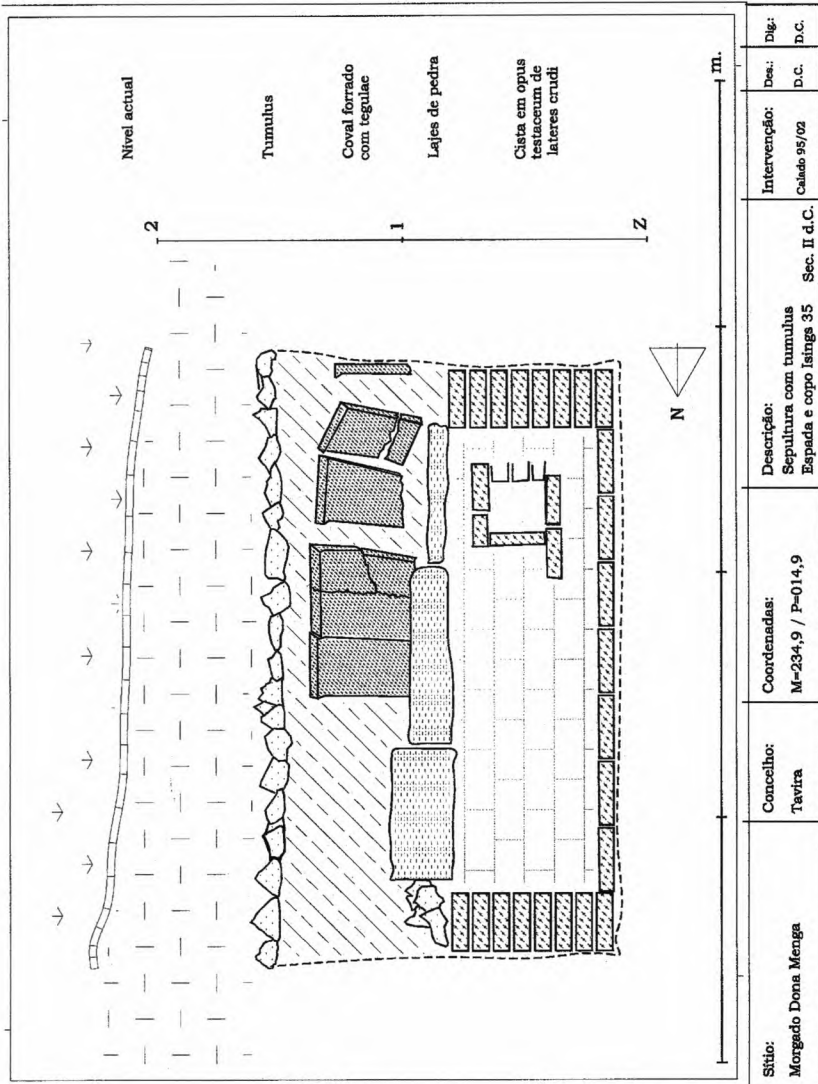 Nível actual
Tumulus
Coval forrado
com tegulae
Lajes de pedra
Cista em opus
testaceum de
lateres crudi
2
1
Z
m.
N
Sítio:
Morgado Dona Menga
Concelho:
Tavira
Coordenadas:
M=234,9 / P=014,9
Descrição:
Sepultura com tumulus
Espada e copo Isings 35 Sec. II d.C.
Intervenção:
Calado 95/02
Des.:
D.C.
Dig.:
D.C.